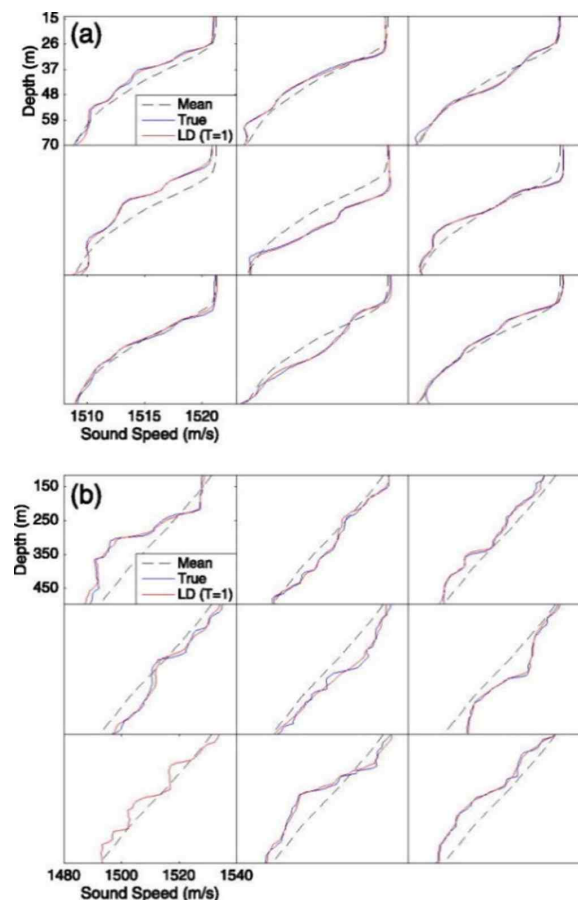 (a)
15
26
37
48
59
70
Depth (m)
Mean
True
LD (T=1)
1510 1515 1520
Sound Speed (m/s)
(b)
150
250
350
450
Depth (m)
Mean
True
LD (T=1)
1480 1500 1520 1540
Sound Speed (m/s)